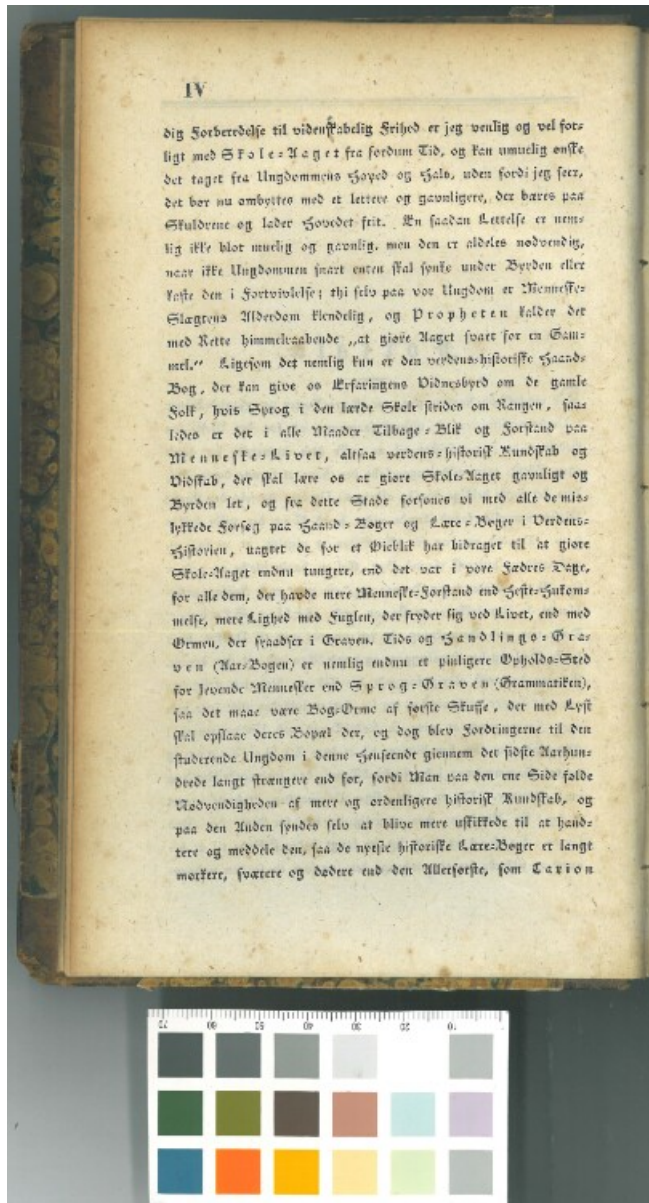 IV
dig Forberedelse til videnskabelig Frihed er jeg venlig og vel for-
ligt med Skole-Aaget fra fordum Tid, og kan umuelig ønske
det taget fra Ungdommens Hoved og Hals, uden fordi jeg seer,
det bør nu ombyttes med et lettere og gavnligere, der bæres paa
Skuldrene og lader Hovedet frit. En saadan Lettelse er nem-
lig ikke blot muelig og gavnlig, men den er aldeles nødvendig,
naar ikke Ungdommen snart enten skal synke under Byrden eller
kaste den i Fortvivlelse; thi selv paa vor Ungdom er Menneske-
Slægtens Alderdom kiendelig, og Propheten kalder det
med Rette himmelraabende „at giøre Aaget svaret for en Gam-
mel.“ Ligesom det nemlig kun er den verdens-historiske Haand-
Bog, der kan give os Erfaringens Vidnesbyrd om de gamle
Folk, hvis Sprog i den lærde Skole strides om Rangen, saa-
ledes er det i alle Maader Tilbage-Blik og Forstand paa
Menneske-Livet, altsaa verdens-historisk Kundskab og
Vidskab, der skal lære os at giøre Skole-Aaget gavnligt og
Byrden let, og fra dette Stade forsones vi med alle de mis-
lykkede Forsøg paa Haand-Bøger og Lære-Bøger i Verdens-
Historien, uagtet de for et Øieblik har bidraget til at giøre
Skole-Aaget endnu tungere, end det var i vore Fædres Dage,
for alle dem, der havde mere Menneske-Forstand end Heste-Hukom-
melse, mere Lighed med Fuglen, der fryder sig ved Livet, end med
Ormen, der fraadser i Graven. Tids og Handlings-Gra-
ven (Aar-Bogen) er nemlig endnu et pinligere Opholds-Sted
for levende Mennesker end Sprog-Graven (Grammatiken),
saa det maae være Bog-Orme af første Skuffe, der med Lyst
skal opslaae deres Bopæl der, og dog blev Fordringerne til den
studerende Ungdom i denne Henseende giennem det sidste Aarhun-
drede langt strængere end før, fordi Man paa den ene Side følde
Nødvendigheden af mere og ordenligere historisk Kundskab, og
paa den Anden syndes selv at blive mere uskikkede til at hand-
tere og meddele den, saa de nyeste historiske Lære-Bøger er langt
mørkere, sværere og dødere end den Allerførste, som Carion